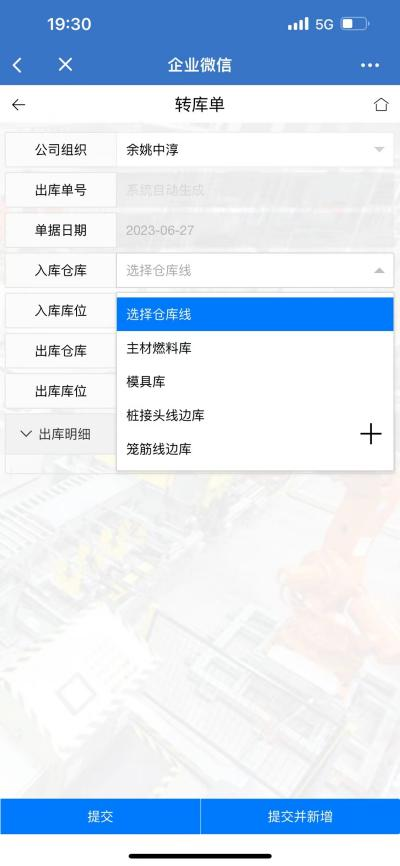 19:30
5G
企业微信
转库单
公司组织 余姚中淳
出库单号 系统自动生成
单据日期 2023-06-27
入库仓库 选择仓库线
入库库位 选择仓库线
主材燃料库
出库仓库
模具库
出库库位
桩接头线边库
出库明细
笼筋线边库
提交 提交并新增